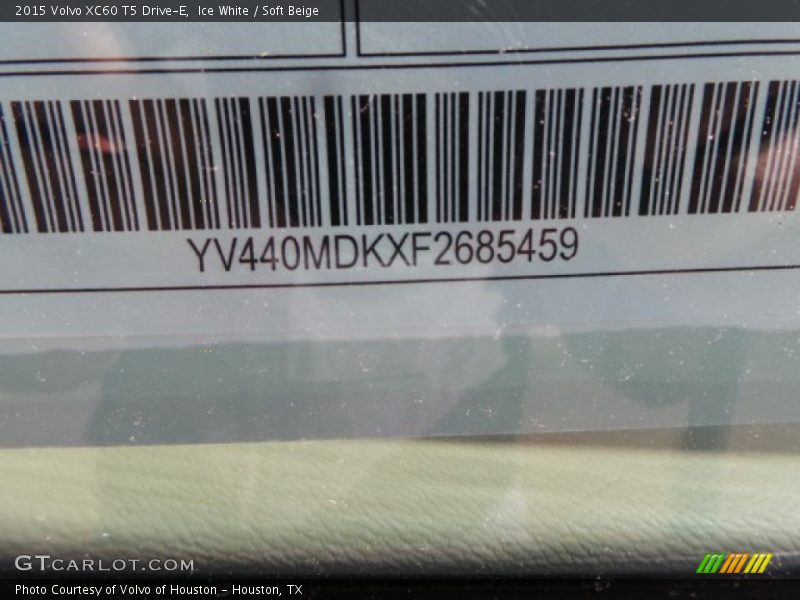 2015 Volvo XC60 T5 Drive-E, Ice White / Soft Beige
YV440MDKXF2685459
GTCARLOT.COM
Photo Courtesy of Volvo of Houston - Houston, TX